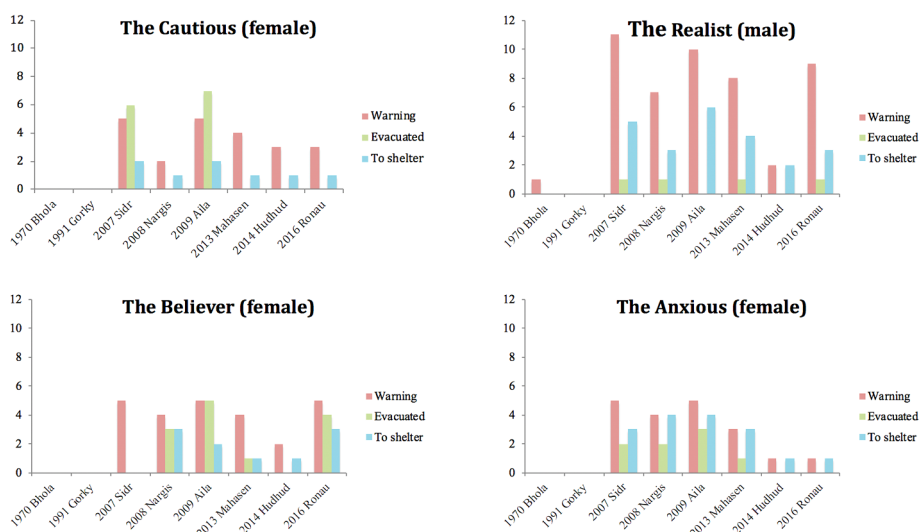 The Cautious (female)
12
10
8
6
4
2
0
Warning
Evacuated
To shelter
1970 Bhola
1991 Gorky
2007 Sidr
2008 Nargis
2009 Aila
2013 Mahasen
2014 Hudhud
2016 Ronau
The Realist (male)
12
10
8
6
4
2
0
Warning
Evacuated
To shelter
1970 Bhola
1991 Gorky
2007 Sidr
2008 Nargis
2009 Aila
2013 Mahasen
2014 Hudhud
2016 Ronau
The Believer (female)
12
10
8
6
4
2
0
Warning
Evacuated
To shelter
1970 Bhola
1991 Gorky
2007 Sidr
2008 Nargis
2009 Aila
2013 Mahasen
2014 Hudhud
2016 Ronau
The Anxious (female)
12
10
8
6
4
2
0
Warning
Evacuated
To shelter
1970 Bhola
1991 Gorky
2007 Sidr
2008 Nargis
2009 Aila
2013 Mahasen
2014 Hudhud
2016 Ronau